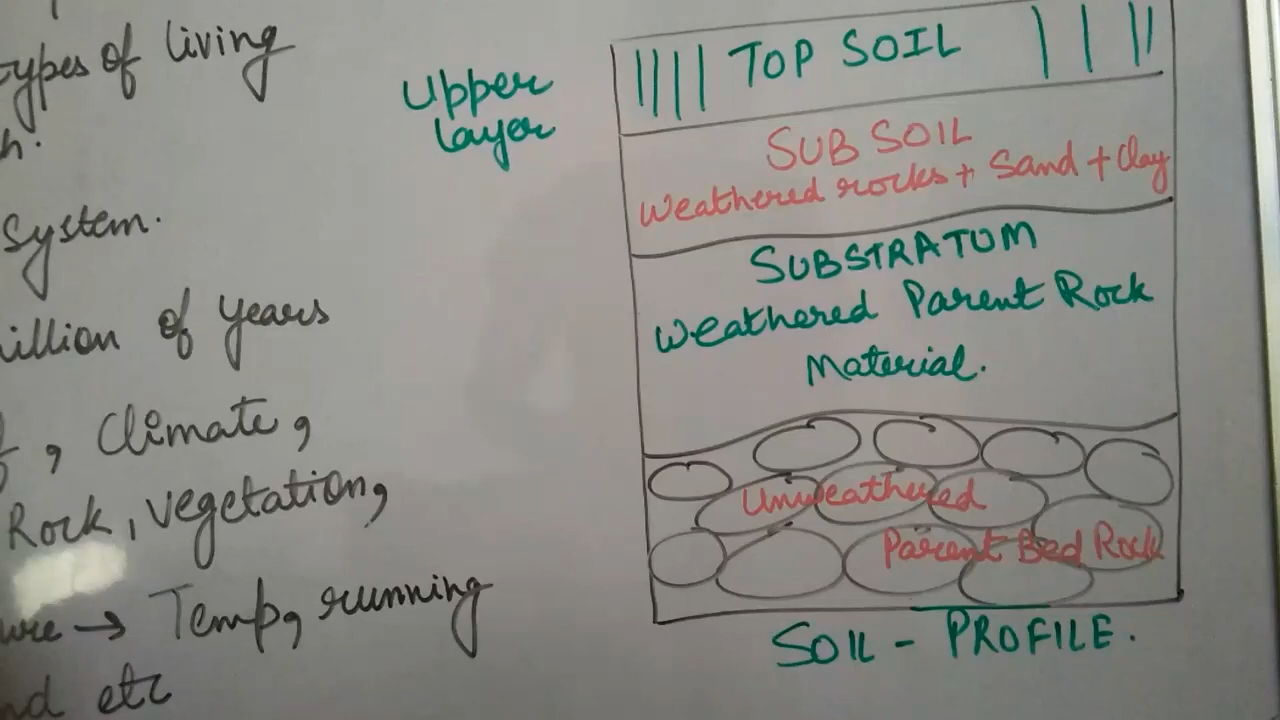 types of living
h.
System.
million of years
, Climate,
Rock, vegetation,
→ Temp, running
etc
Upper
layer
TOP SOIL
SUB SOIL
Weathered rocks + Sand + Clay
SUBSTRATUM
Weathered Parent Rock
Material.
Unweathered
Parent Bed Rock
SOIL - PROFILE.